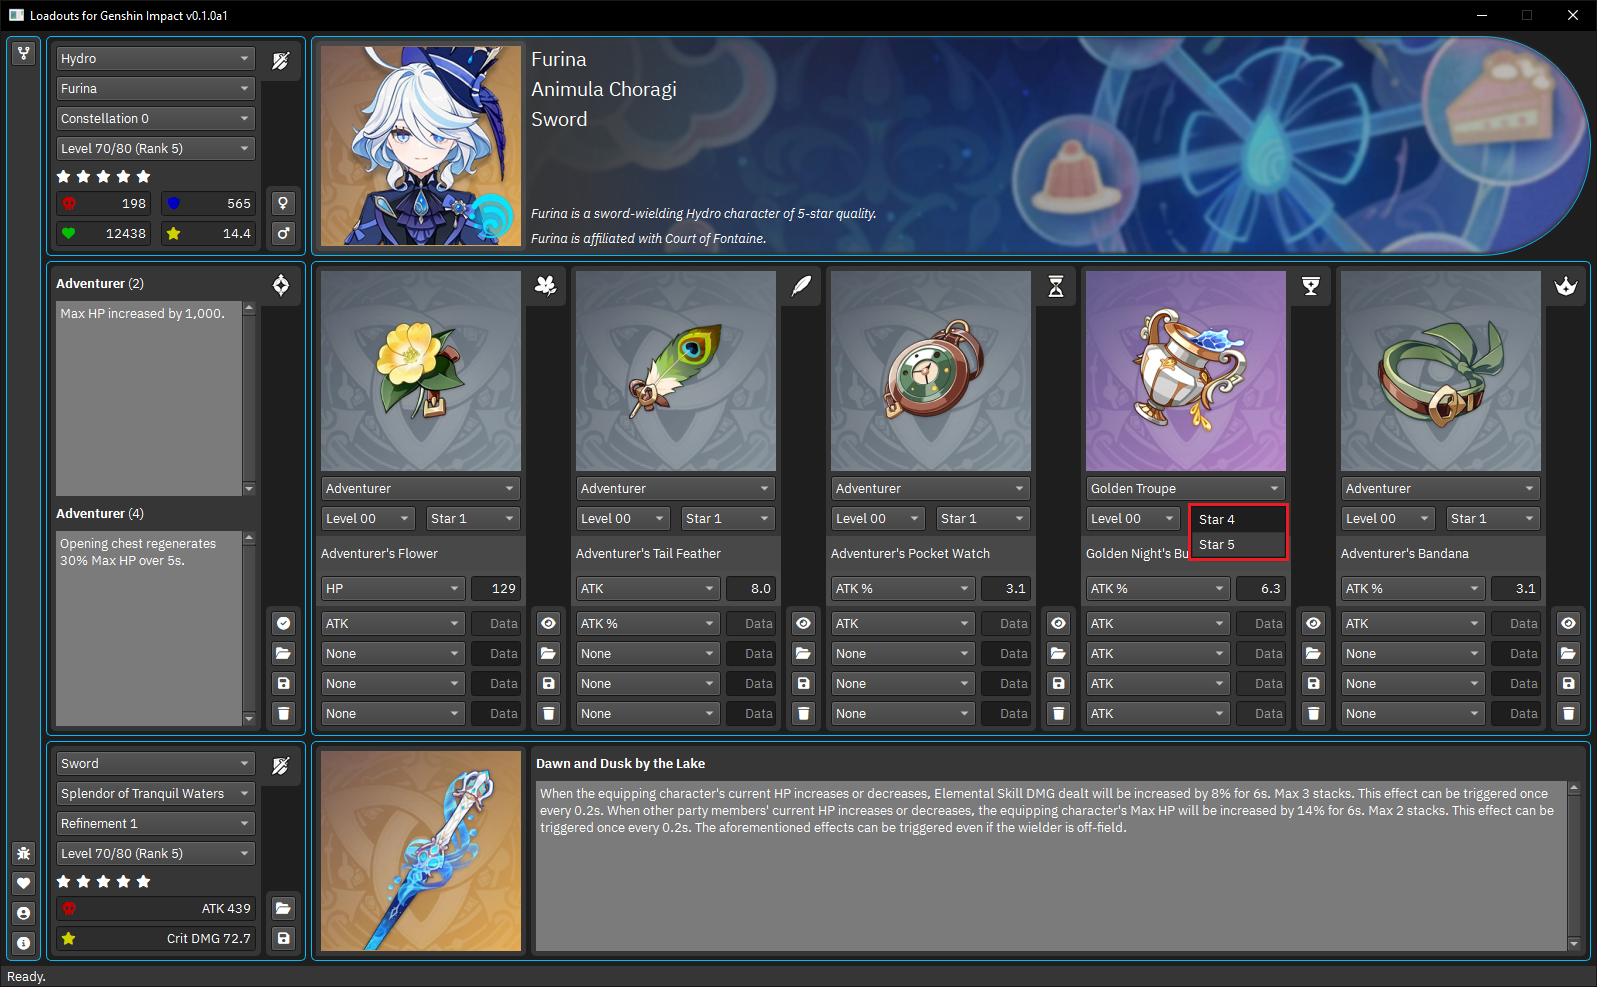 Loadouts for Genshin Impact v0.1.0a1
Hydro
Furina
Constellation 0
Level 70/80 (Rank 5)
198
565
12438
14.4
Furina
Animula Choragi
Sword
Furina is a sword-wielding Hydro character of 5-star quality.
Furina is affiliated with Court of Fontaine.
Adventurer (2)
Max HP increased by 1,000.
Adventurer (4)
Opening chest regenerates
30% Max HP over 5s.
Adventurer
Level 00
Star 1
Adventurer's Flower
HP
129
ATK
Data
None
Data
None
Data
None
Data
Adventurer
Level 00
Star 1
Adventurer's Tail Feather
ATK
8.0
ATK %
Data
None
Data
None
Data
None
Data
Adventurer
Level 00
Star 1
Adventurer's Pocket Watch
ATK %
3.1
ATK
Data
None
Data
None
Data
None
Data
Golden Troupe
Level 00
Star 4
Star 5
Golden Night's Bu
ATK %
6.3
ATK
Data
ATK
Data
ATK
Data
ATK
Data
Adventurer
Level 00
Star 1
Adventurer's Bandana
ATK %
3.1
ATK
Data
None
Data
None
Data
None
Data
Sword
Splendor of Tranquil Waters
Refinement 1
Level 70/80 (Rank 5)
ATK 439
Crit DMG 72.7
Dawn and Dusk by the Lake
When the equipping character's current HP increases or decreases, Elemental Skill DMG dealt will be increased by 8% for 6s. Max 3 stacks. This effect can be triggered once
every 0.2s. When other party members' current HP increases or decreases, the equipping character's Max HP will be increased by 14% for 6s. Max 2 stacks. This effect can be
triggered once every 0.2s. The aforementioned effects can be triggered even if the wielder is off-field.
Ready.